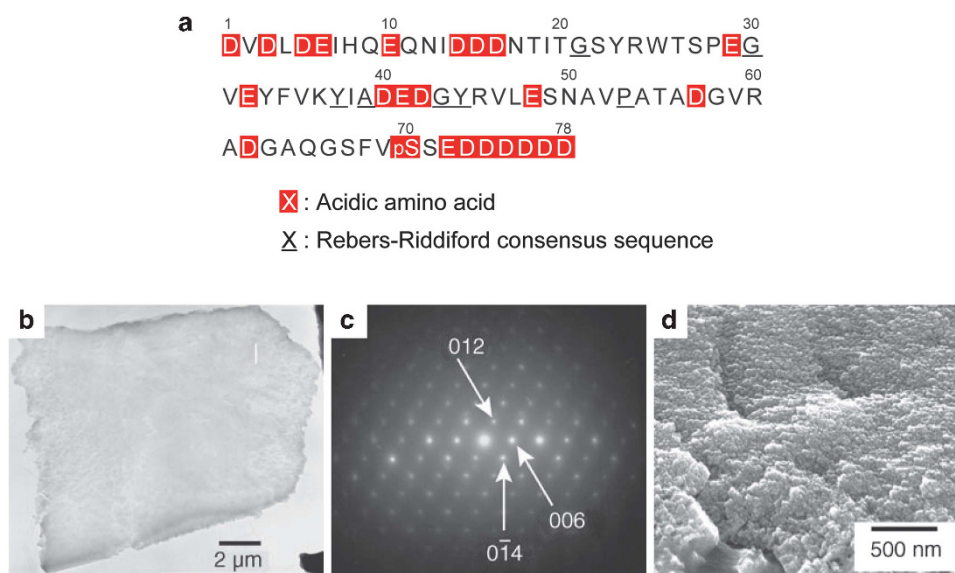 a
1 10 20 30
DVDLDEIHQEQNIDDDNTITGSYRWTSPEG
40 50 60
VEYFVKYIADEDGYRVLESNAVPATADGVR
70 78
ADGAQGSFVpSSEDDDDDD
X : Acidic amino acid
X : Rebers-Riddiford consensus sequence
b
2 µm
c
012
006
01̄4
d
500 nm